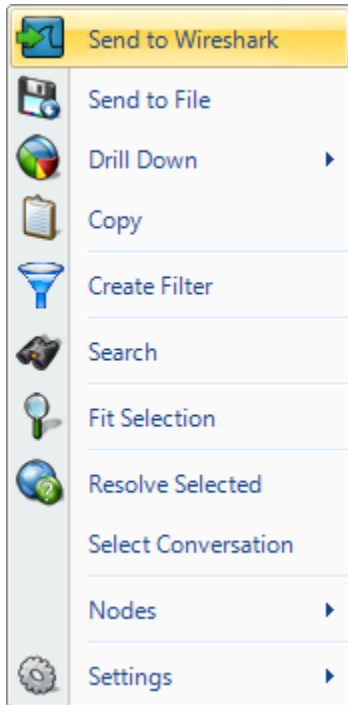 Send to Wireshark
Send to File
Drill Down
Copy
Create Filter
Search
Fit Selection
Resolve Selected
Select Conversation
Nodes
Settings